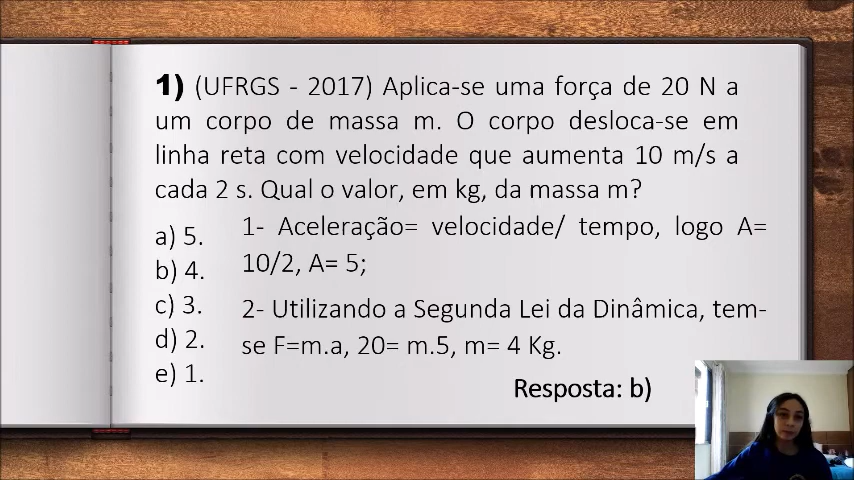 1) (UFRGS - 2017) Aplica-se uma força de 20 N a
um corpo de massa m. O corpo desloca-se em
linha reta com velocidade que aumenta 10 m/s a
cada 2 s. Qual o valor, em kg, da massa m?
a) 5.
b) 4.
c) 3.
d) 2.
e) 1.
1- Aceleração= velocidade/ tempo, logo A=
10/2, A= 5;
2- Utilizando a Segunda Lei da Dinâmica, tem-
se F=m.a, 20= m.5, m= 4 Kg.
Resposta: b)